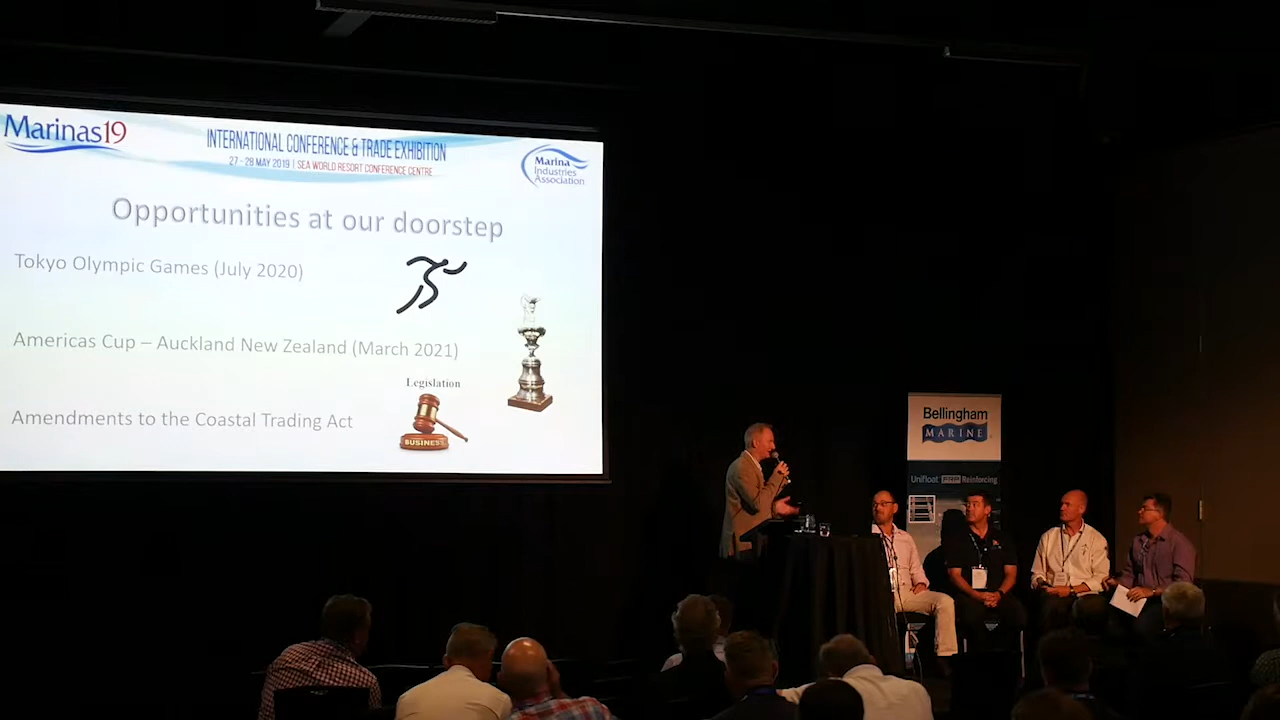 Marinas19
INTERNATIONAL CONFERENCE & TRADE EXHIBITION
27 - 28 MAY 2019 | SEA WORLD RESORT CONFERENCE CENTRE
Marina
Industries
Association
Opportunities at our doorstep
Tokyo Olympic Games (July 2020)
Americas Cup – Auckland New Zealand (March 2021)
Legislation
Amendments to the Coastal Trading Act
BUSINESS
Bellingham
MARINE
Unifloat
Reinforcing